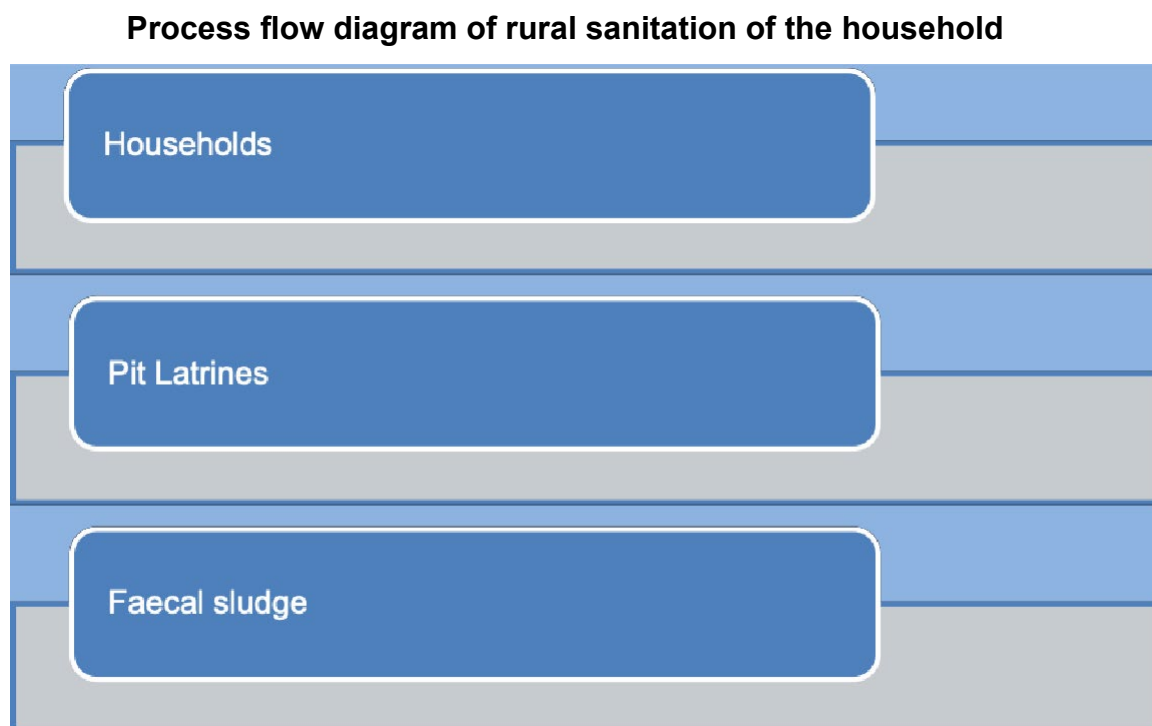 Process flow diagram of rural sanitation of the household
Households
Pit Latrines
Faecal sludge